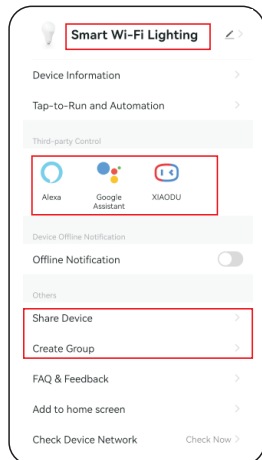 Smart Wi-Fi Lighting
Device Information
Tap-to-Run and Automation
Third-party Control
Alexa
Google
Assistant
XIAODU
Device Offline Notification
Offline Notification
Others
Share Device
Create Group
FAQ & Feedback
Add to home screen
Check Device Network Check Now